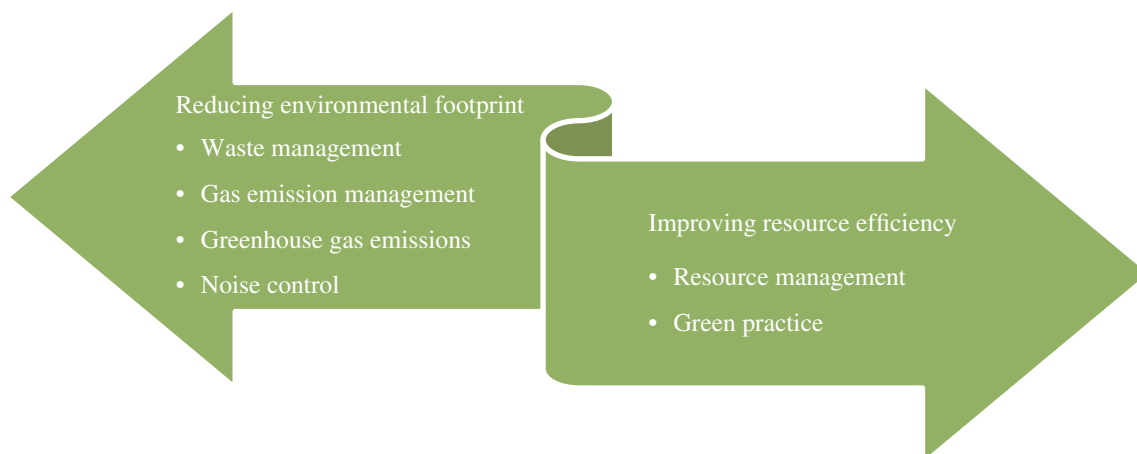 Reducing environmental footprint
• Waste management
• Gas emission management
• Greenhouse gas emissions
• Noise control
Improving resource efficiency
• Resource management
• Green practice